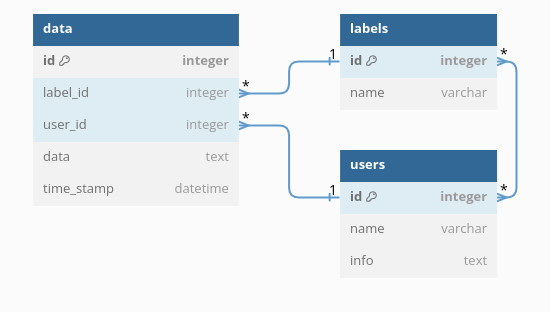 data
id integer
label_id integer
user_id integer
data text
time_stamp datetime
labels
id integer
name varchar
users
id integer
name varchar
info text
*
*
1
1
*
*